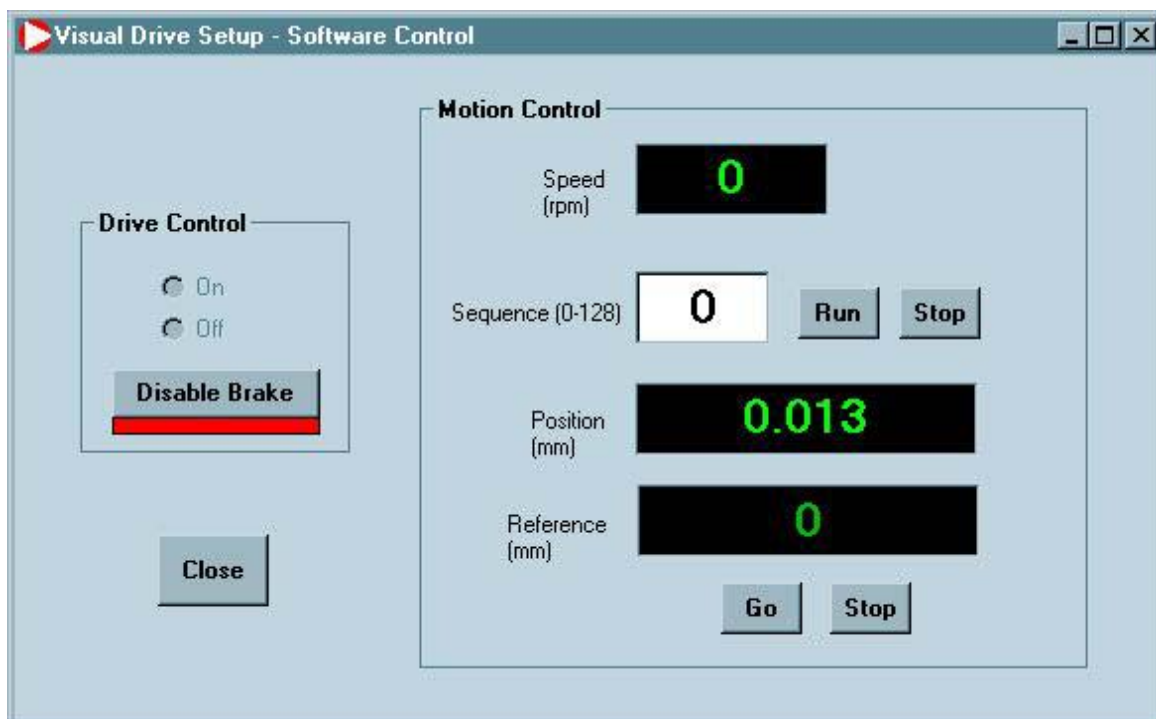 Visual Drive Setup - Software Control
Drive Control
On
Off
Disable Brake
Close
Motion Control
Speed
(rpm)
0
Sequence (0-128)
0
Run
Stop
Position
(mm)
0.013
Reference
(mm)
0
Go
Stop